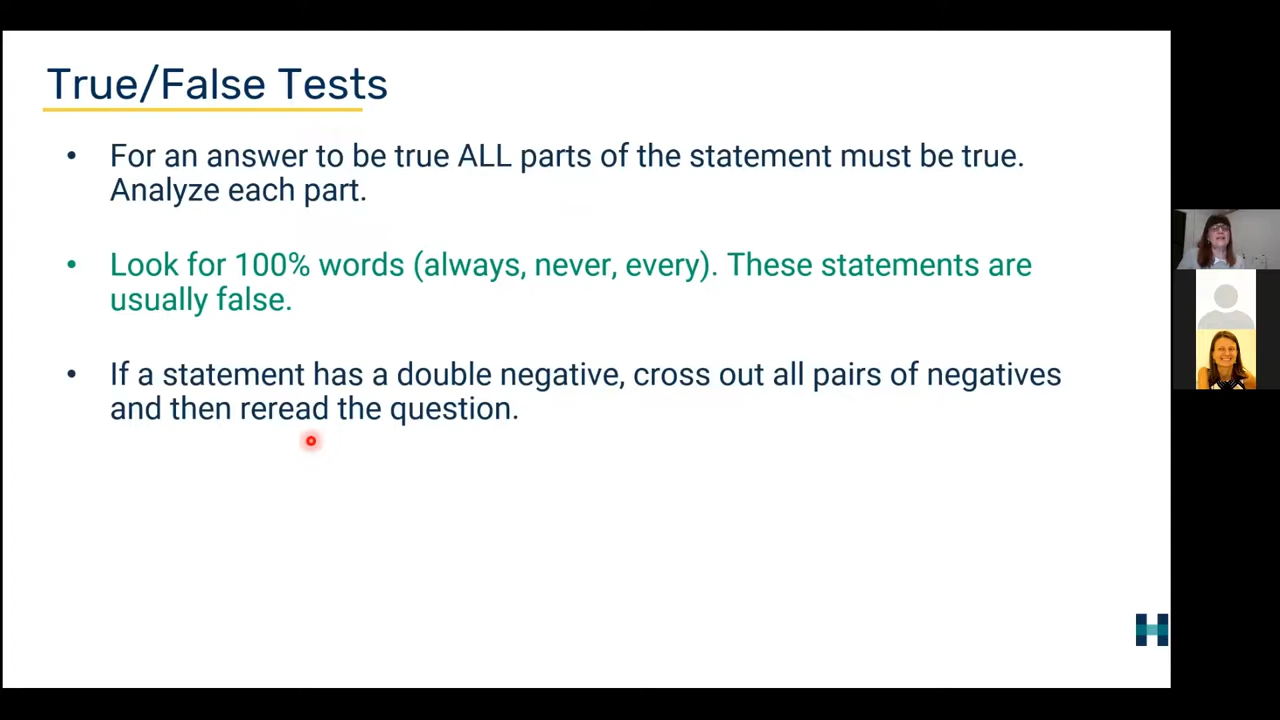 True/False Tests
• For an answer to be true ALL parts of the statement must be true.
Analyze each part.
• Look for 100% words (always, never, every). These statements are
usually false.
• If a statement has a double negative, cross out all pairs of negatives
and then reread the question.
H